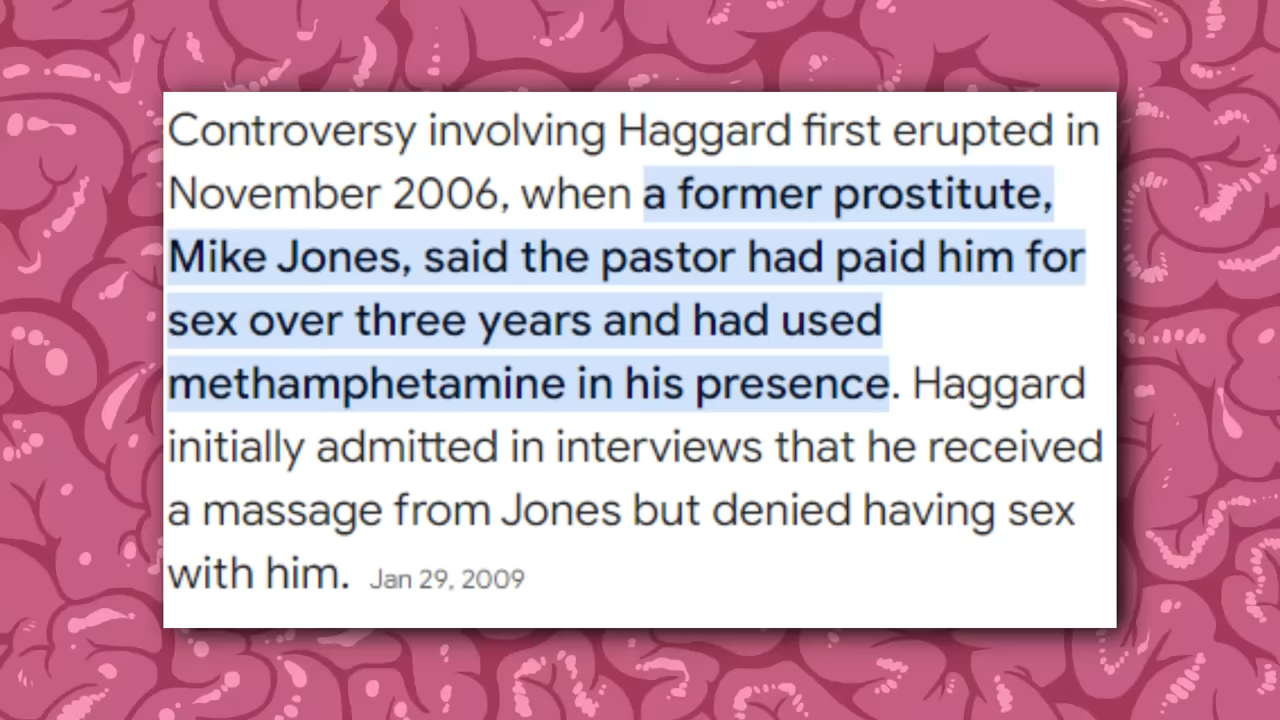 Controversy involving Haggard first erupted in
November 2006, when a former prostitute,
Mike Jones, said the pastor had paid him for
sex over three years and had used
methamphetamine in his presence. Haggard
initially admitted in interviews that he received
a massage from Jones but denied having sex
with him. Jan 29, 2009